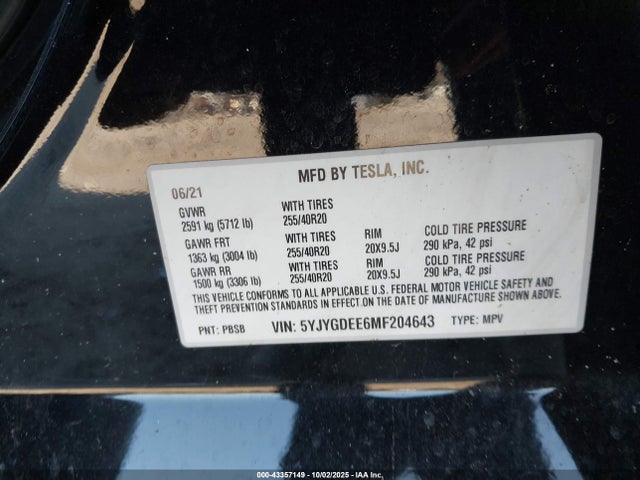 MFD BY TESLA, INC.
06/21
GVWR WITH TIRES
2591 kg (5712 lb) 255/40R20
GAWR FRT WITH TIRES RIM COLD TIRE PRESSURE
1363 kg (3004 lb) 255/40R20 20X9.5J 290 kPa, 42 psi
GAWR RR WITH TIRES RIM COLD TIRE PRESSURE
1500 kg (3306 lb) 255/40R20 20X9.5J 290 kPa, 42 psi
THIS VEHICLE CONFORMS TO ALL APPLICABLE U.S. FEDERAL MOTOR VEHICLE SAFETY AND
THEFT PREVENTION STANDARDS IN EFFECT ON THE DATE OF MANUFACTURE SHOWN ABOVE.
PNT: PBSB VIN: 5YJYGDEE6MF204643 TYPE: MPV
000-43357149 - 10/02/2025 - IAA, Inc.